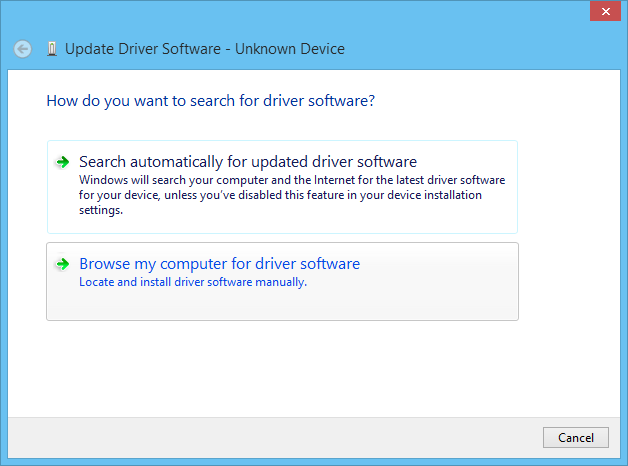 Update Driver Software - Unknown Device
How do you want to search for driver software?
Search automatically for updated driver software
Windows will search your computer and the Internet for the latest driver software
for your device, unless you've disabled this feature in your device installation
settings.
Browse my computer for driver software
Locate and install driver software manually.
Cancel